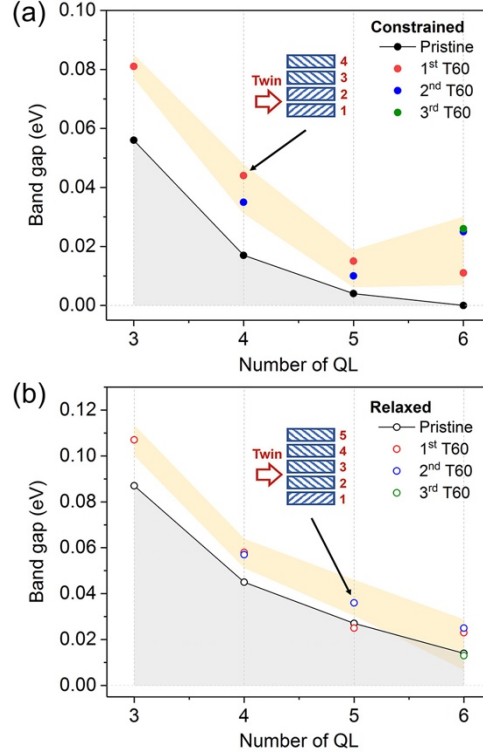 (a)
0.10
0.08
0.06
0.04
0.02
0.00
Band gap (eV)
3 4 5 6
Number of QL
Twin
4
3
2
1
Constrained
Pristine
1st T60
2nd T60
3rd T60
(b)
0.12
0.10
0.08
0.06
0.04
0.02
0.00
Band gap (eV)
3 4 5 6
Number of QL
Twin
5
4
3
2
1
Relaxed
Pristine
1st T60
2nd T60
3rd T60